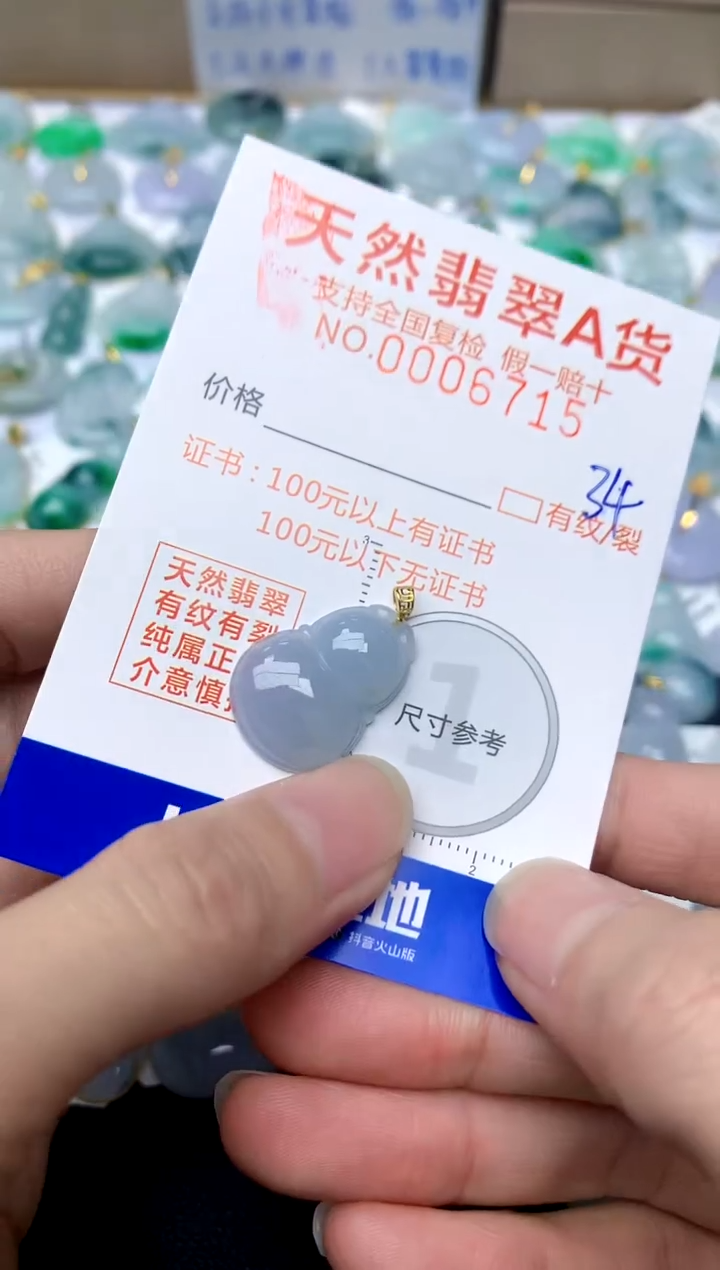 天然翡翠A货
支持全国复检 假一赔十
NO.0006715
价格
34
有纹/裂
证书：100元以上有证书
100元以下无证书
3
天然翡翠
有纹有裂
纯属正
介意慎
1
尺寸参考
2
地
抖音火山版